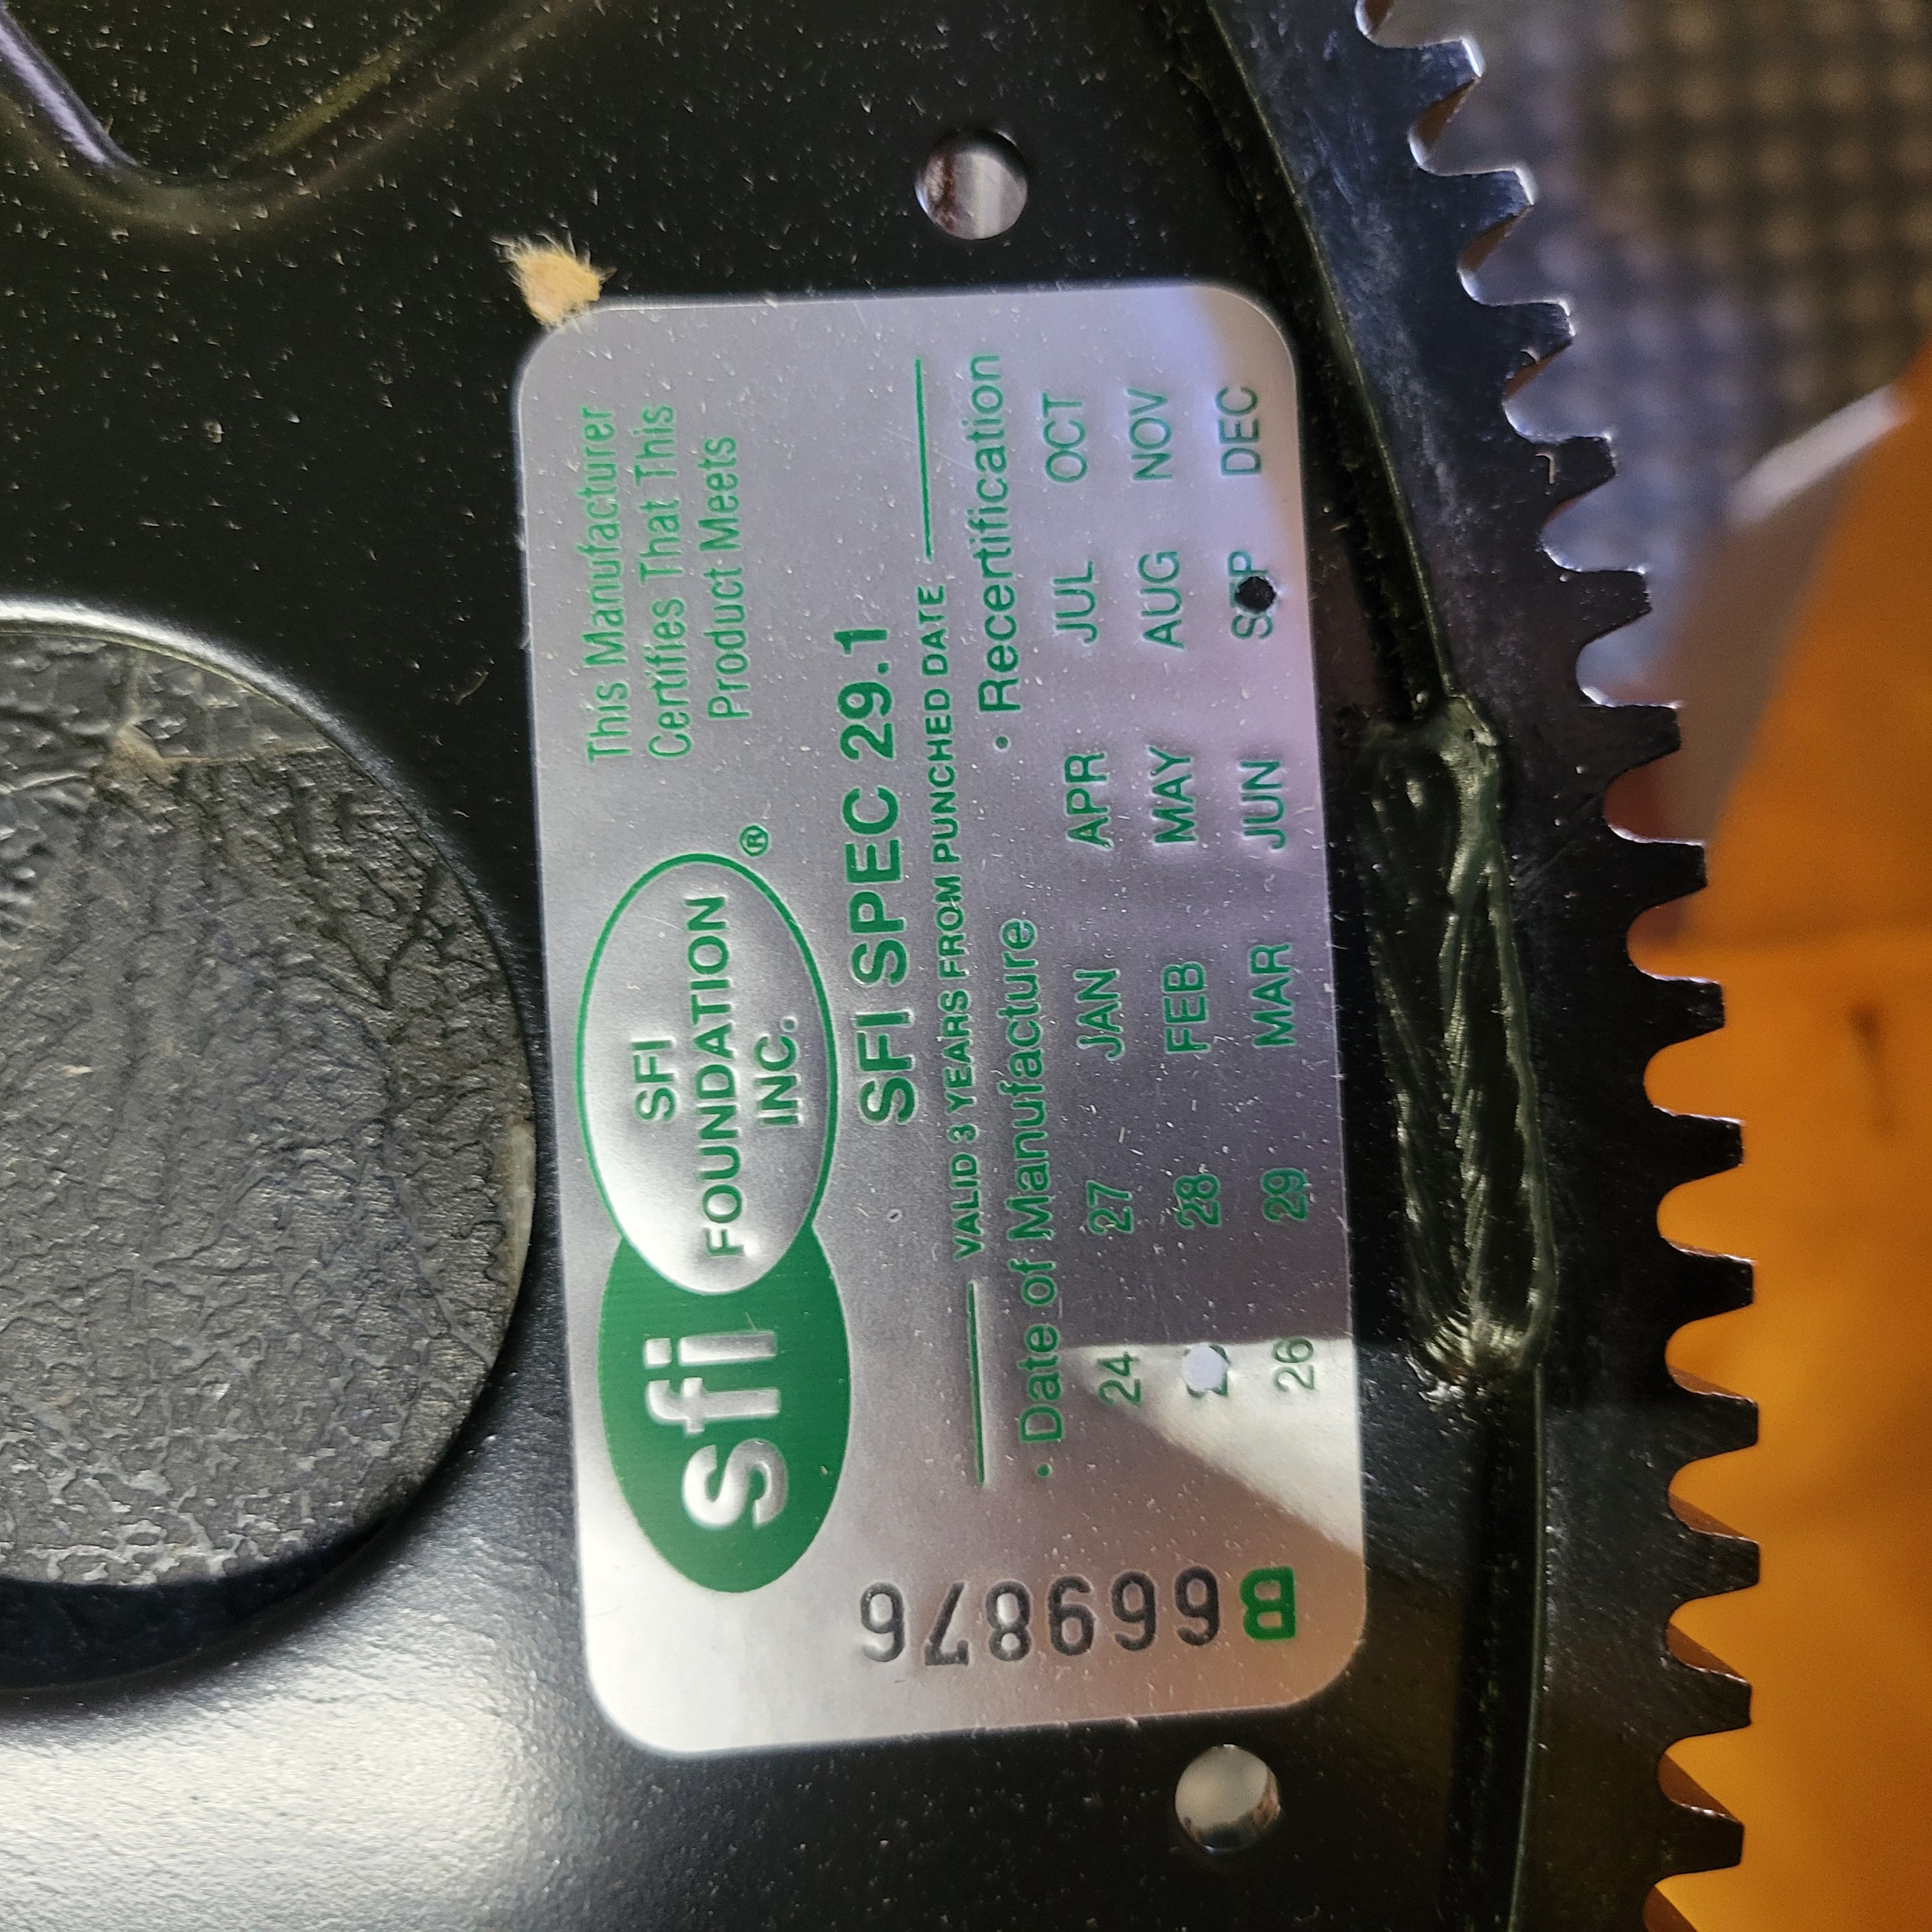 sfi
SFI
FOUNDATION
INC.
®
This Manufacturer
Certifies That This
Product Meets
SFI SPEC 29.1
VALID 3 YEARS FROM PUNCHED DATE
• Date of Manufacture • Recertification
24 27 JAN APR JUL OCT
28 FEB MAY AUG NOV
26 29 MAR JUN SEP DEC
B669876